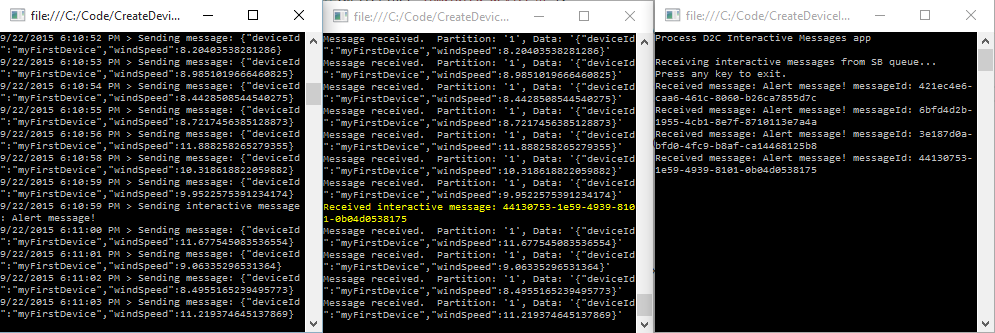 file:///C:/Code/CreateDevi...
9/22/2015 6:10:52 PM > Sending message: {"deviceId
":"myFirstDevice","windSpeed":8.20403538281286}
9/22/2015 6:10:53 PM > Sending message: {"deviceId
":"myFirstDevice","windSpeed":8.9851019666460825}
9/22/2015 6:10:54 PM > Sending message: {"deviceId
":"myFirstDevice","windSpeed":8.4428508544540275}
9/22/2015 6:10:55 PM > Sending message: {"deviceId
":"myFirstDevice","windSpeed":8.7217456385128873}
9/22/2015 6:10:56 PM > Sending message: {"deviceId
":"myFirstDevice","windSpeed":11.888258265279355}
9/22/2015 6:10:58 PM > Sending message: {"deviceId
":"myFirstDevice","windSpeed":10.318618822059882}
9/22/2015 6:10:59 PM > Sending message: {"deviceId
":"myFirstDevice","windSpeed":9.9522575391234174}
9/22/2015 6:10:59 PM > Sending interactive message
: Alert message!
9/22/2015 6:11:00 PM > Sending message: {"deviceId
":"myFirstDevice","windSpeed":11.677545083536554}
9/22/2015 6:11:01 PM > Sending message: {"deviceId
":"myFirstDevice","windSpeed":9.06335296531364}
9/22/2015 6:11:02 PM > Sending message: {"deviceId
":"myFirstDevice","windSpeed":8.4955165239495773}
9/22/2015 6:11:03 PM > Sending message: {"deviceId
":"myFirstDevice","windSpeed":11.219374645137869}
file:///C:/Code/CreateDevic...
Message received.  Partition: '1', Data: '{"deviceId
":"myFirstDevice","windSpeed":8.20403538281286}'
Message received.  Partition: '1', Data: '{"deviceId
":"myFirstDevice","windSpeed":8.9851019666460825}'
Message received.  Partition: '1', Data: '{"deviceId
":"myFirstDevice","windSpeed":8.4428508544540275}'
Message received.  Partition: '1', Data: '{"deviceId
":"myFirstDevice","windSpeed":8.7217456385128873}'
Message received.  Partition: '1', Data: '{"deviceId
":"myFirstDevice","windSpeed":11.888258265279355}'
Message received.  Partition: '1', Data: '{"deviceId
":"myFirstDevice","windSpeed":10.318618822059882}'
Message received.  Partition: '1', Data: '{"deviceId
":"myFirstDevice","windSpeed":9.9522575391234174}'
Received interactive message: 44130753-1e59-4939-810
1-0b04d0538175
Message received.  Partition: '1', Data: '{"deviceId
":"myFirstDevice","windSpeed":11.677545083536554}'
Message received.  Partition: '1', Data: '{"deviceId
":"myFirstDevice","windSpeed":9.06335296531364}'
Message received.  Partition: '1', Data: '{"deviceId
":"myFirstDevice","windSpeed":8.4955165239495773}'
Message received.  Partition: '1', Data: '{"deviceId
":"myFirstDevice","windSpeed":11.219374645137869}'
file:///C:/Code/CreateDeviceI...
Process D2C Interactive Messages app
Receiving interactive messages from SB queue...
Press any key to exit.
Received message: Alert message! messageId: 421ec4e6-
caa6-461c-8060-b26ca7855d7c
Received message: Alert message! messageId: 6bfd4d2b-
1955-4cb1-8e7f-8710113e7a4a
Received message: Alert message! messageId: 3e187d0a-
bfd0-4fc9-b8af-ca14468125b8
Received message: Alert message! messageId: 44130753-
1e59-4939-8101-0b04d0538175